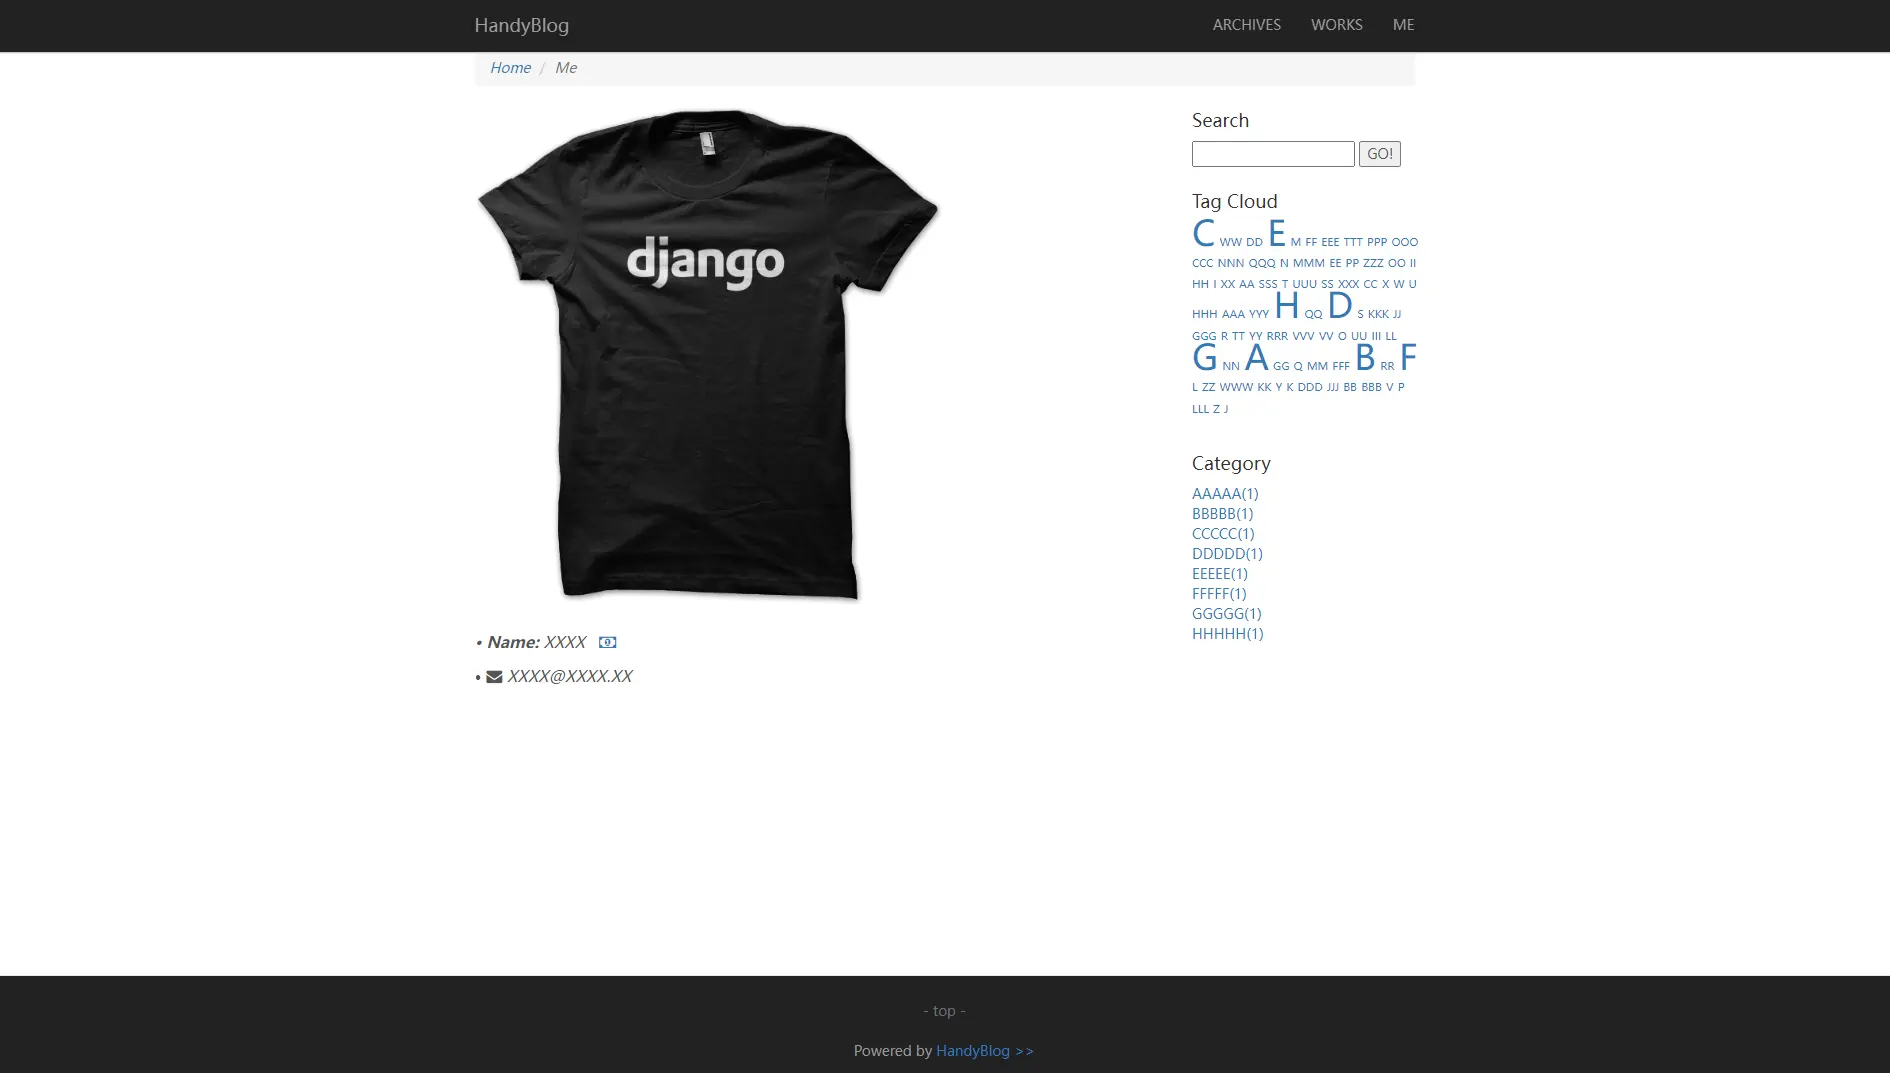 HandyBlog ARCHIVES WORKS ME
Home / Me
django
• Name: XXXX
• XXXX@XXXX.XX
Search
GO!
Tag Cloud
C WW DD E M FF EEE TTT PPP OOO
CCC NNN QQQ N MMM EE PP ZZZ OO II
HH I XX AA SSS T UUU SS XXX CC X W U
HHH AAA YYY H QQ D S KKK JJ
GGG R TT YY RRR VVV VV O UU III LL
G NN A GG Q MM FFF B RR F
L ZZ WWW KK Y K DDD JJJ BB BBB V P
LLL Z J
Category
AAAAA(1)
BBBBB(1)
CCCCC(1)
DDDDD(1)
EEEEE(1)
FFFFF(1)
GGGGG(1)
HHHHH(1)
- top -
Powered by HandyBlog >>